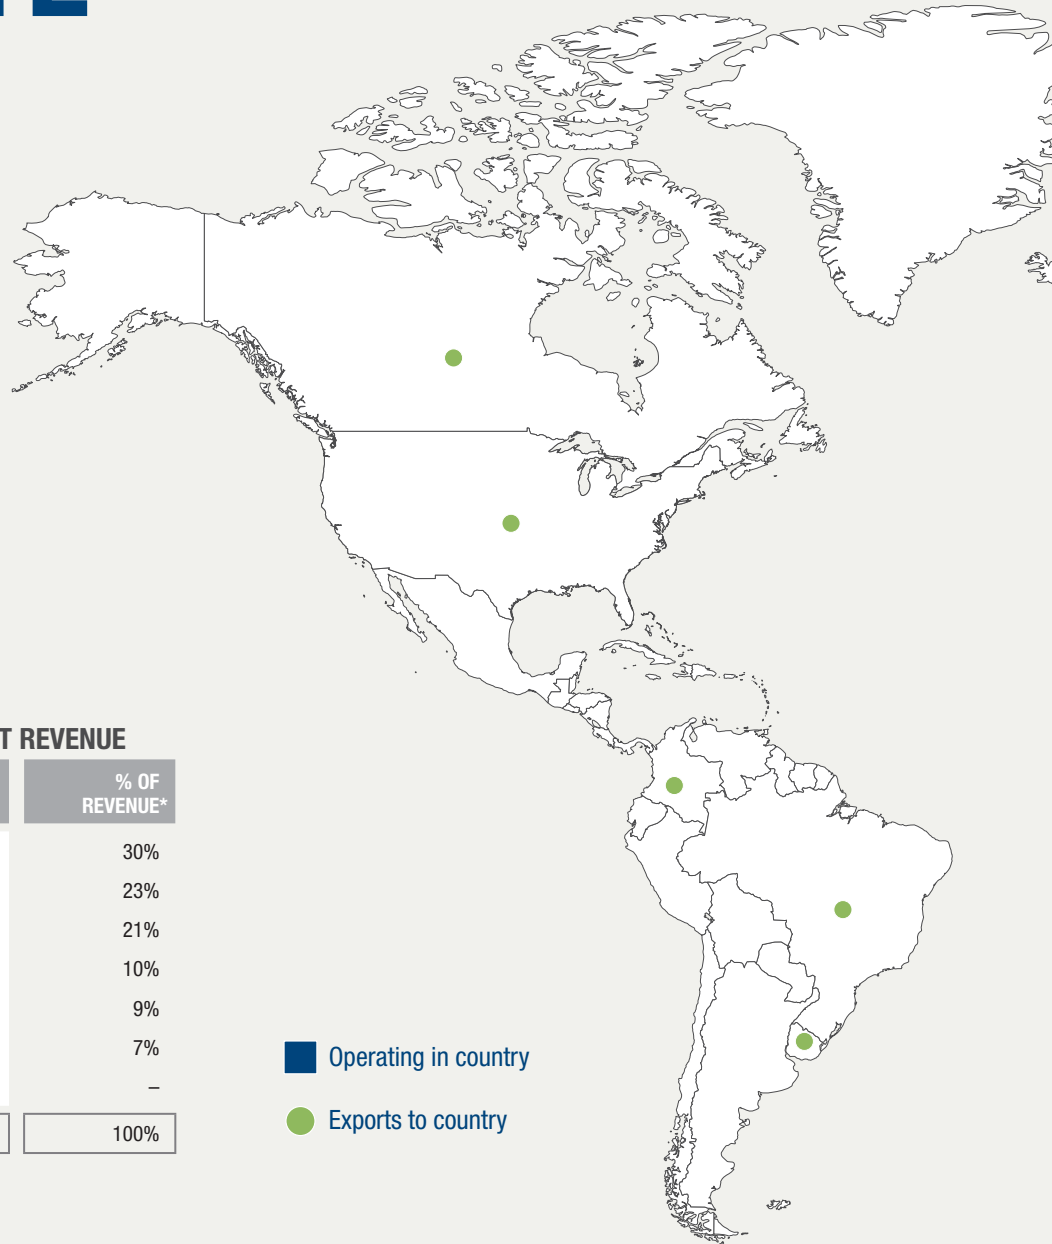 T REVENUE
% OF
REVENUE*
30%
23%
21%
10%
9%
7%
–
100%
Operating in country
Exports to country